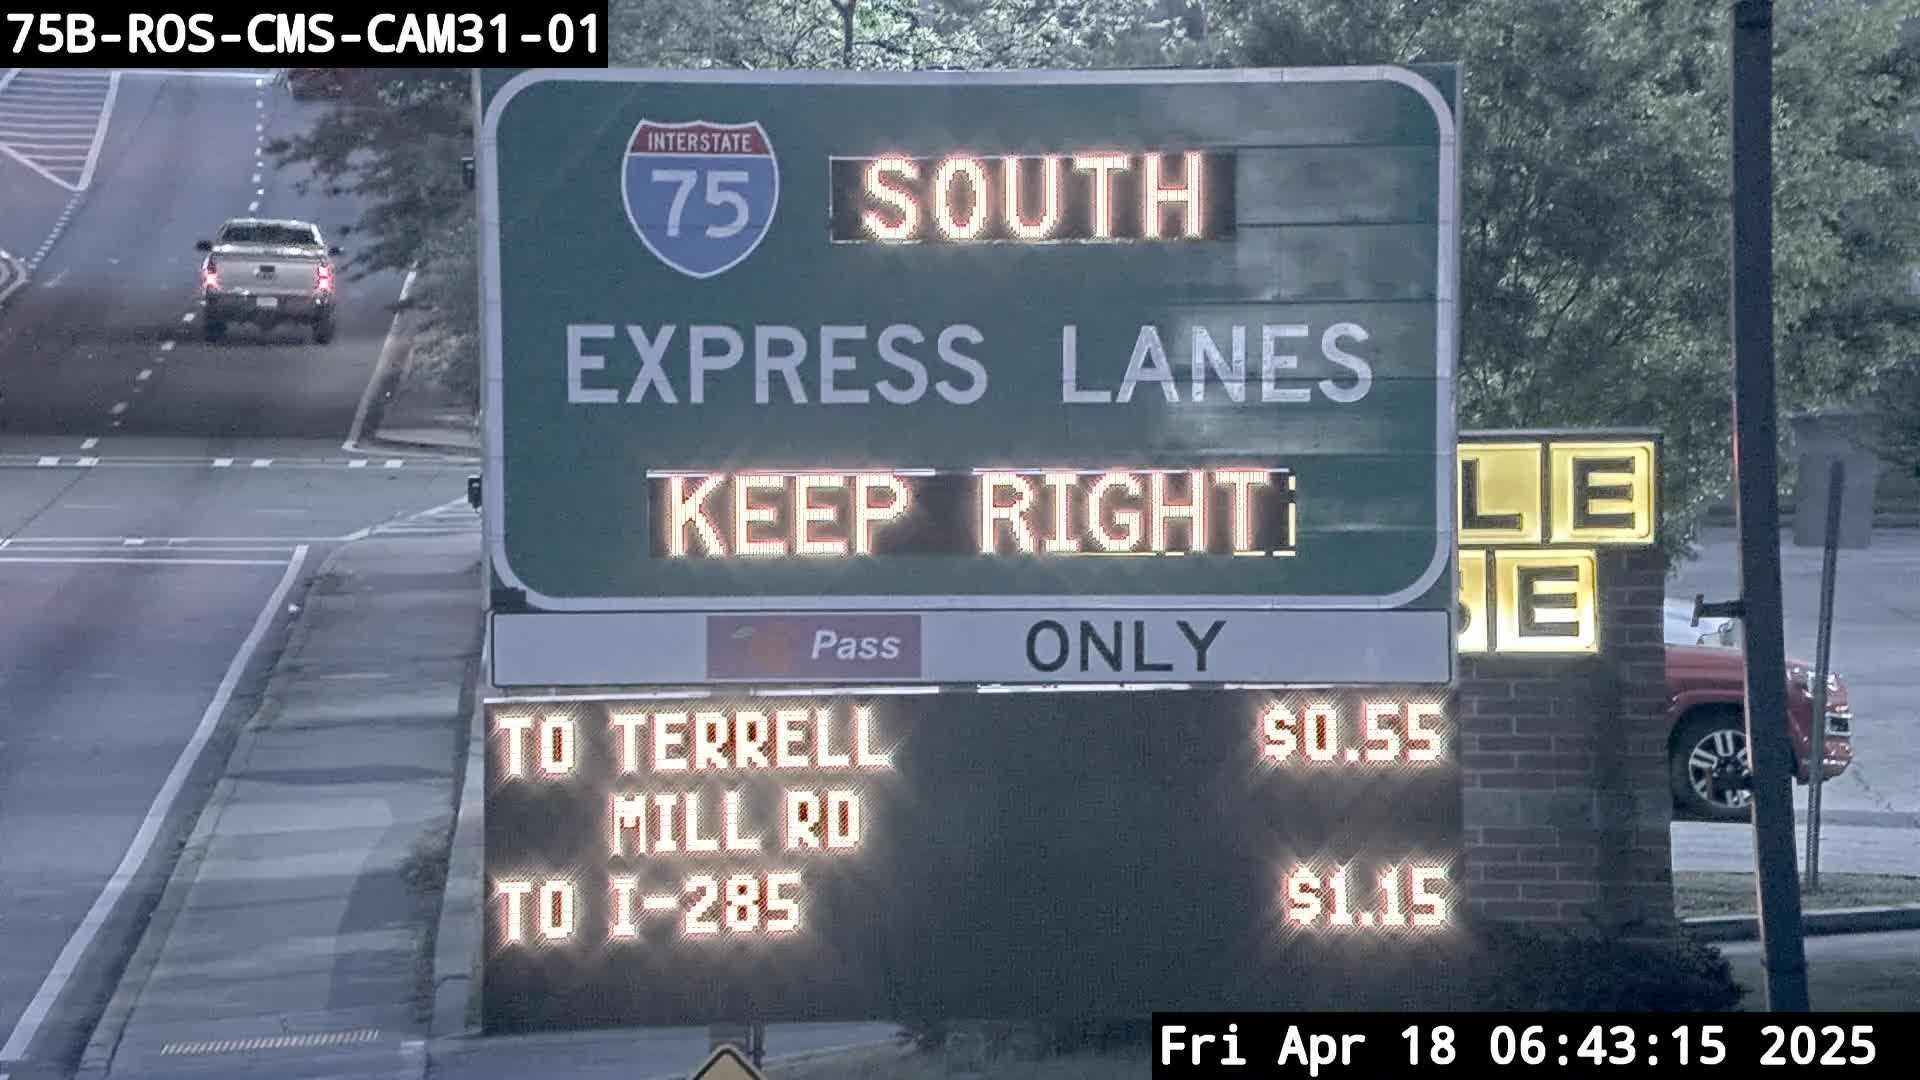 75B-ROS-CMS-CAM31-01
INTERSTATE
75
SOUTH
EXPRESS LANES
KEEP RIGHT
Pass ONLY
TO TERRELL $0.55
MILL RD
TO I-285 $1.15
LE
E
Fri Apr 18 06:43:15 2025